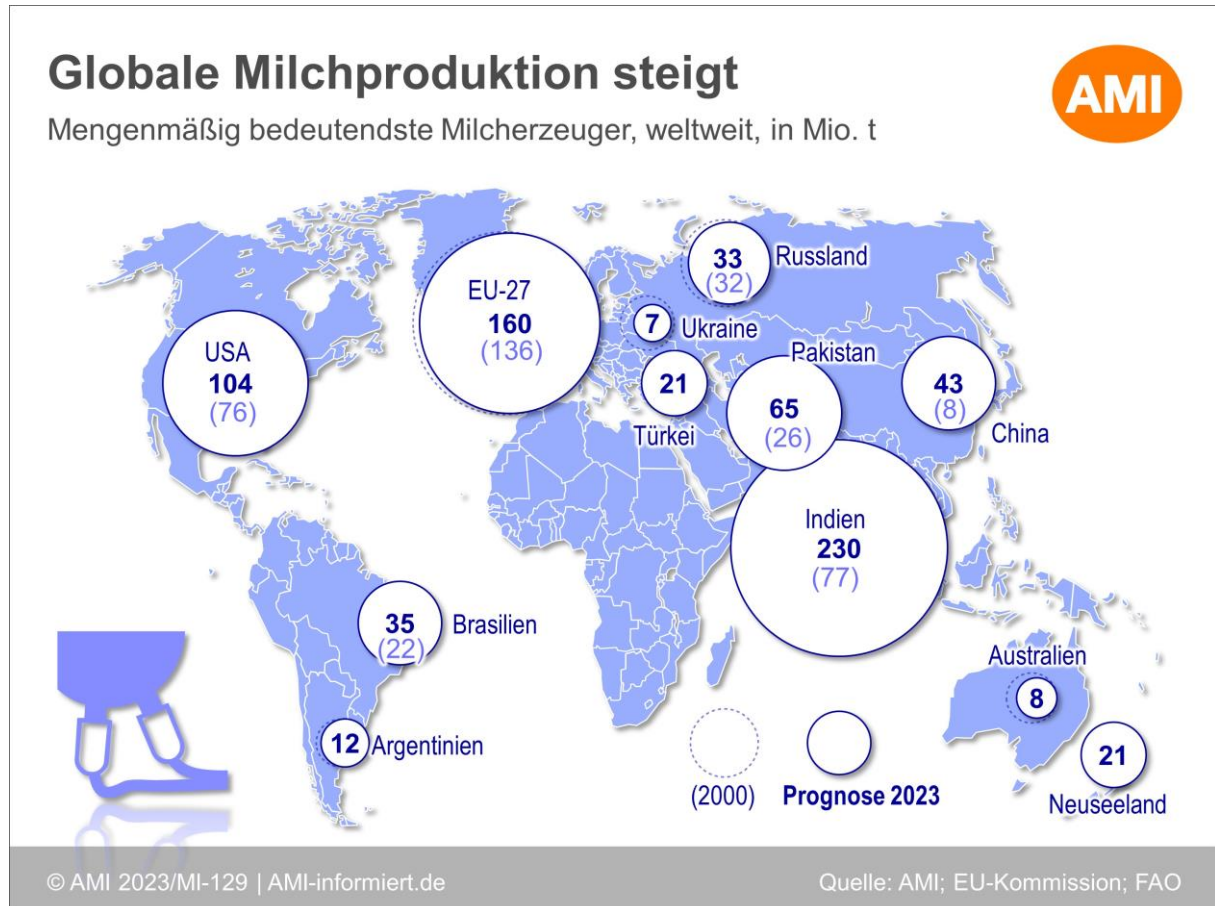 Globale Milchproduktion steigt
Mengenmäßig bedeutendste Milcherzeuger, weltweit, in Mio. t
AMI
USA
104
(76)
EU-27
160
(136)
33
(32)
Russland
7
Ukraine
21
Türkei
Pakistan
65
(26)
43
(8)
China
Indien
230
(77)
35
(22)
Brasilien
12
Argentinien
Australien
8
21
Neuseeland
(2000)
Prognose 2023
© AMI 2023/MI-129 | AMI-informiert.de
Quelle: AMI; EU-Kommission; FAO